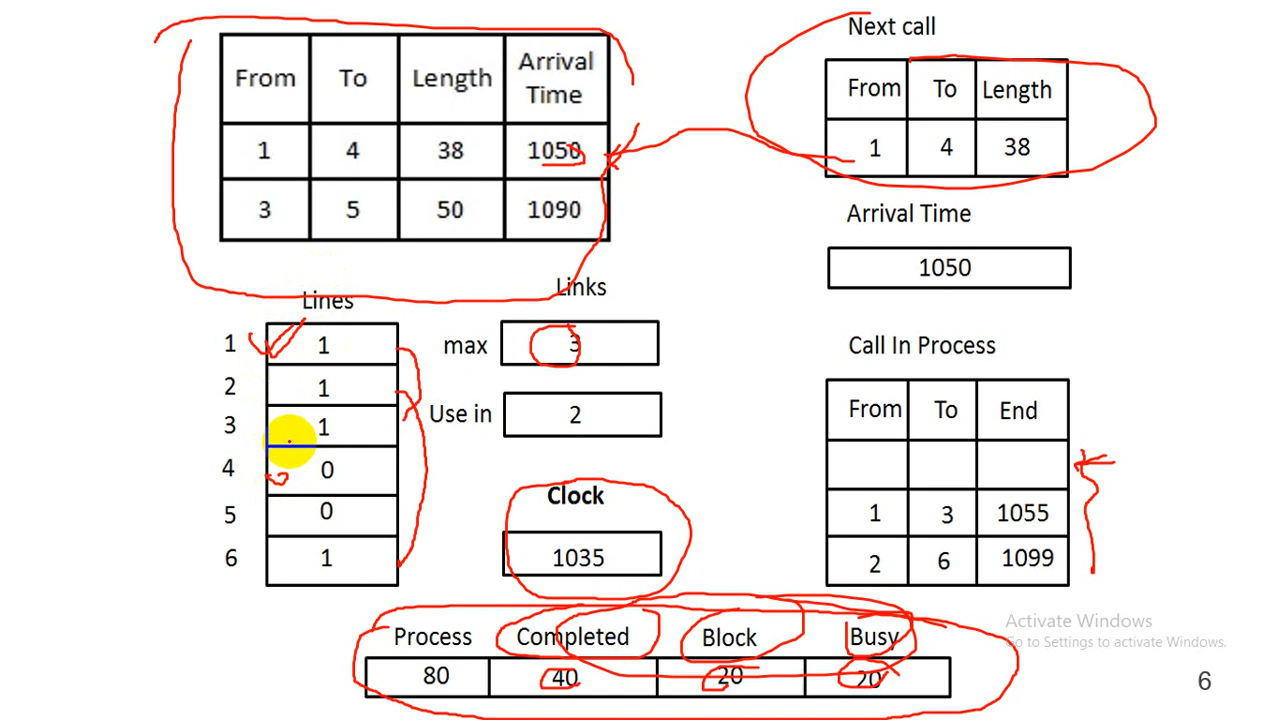 From To Length Arrival Time
1 4 38 1050
3 5 50 1090
Next call
From To Length
1 4 38
Arrival Time
1050
Lines
1 1
2 1
3 1
4 0
5 0
6 1
Links
max 3
Use in 2
Clock
1035
Call In Process
From To End
1 3 1055
2 6 1099
Process Completed Block Busy
80 40 20 20
Activate Windows
Go to Settings to activate Windows.
6